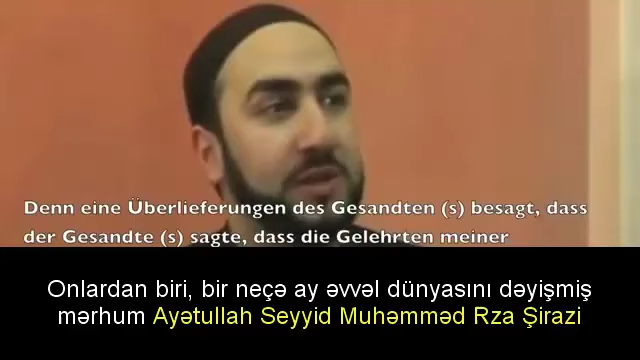 Denn eine Überlieferungen des Gesandten (s) besagt, dass
der Gesandte (s) sagte, dass die Gelehrten meiner
Onlardan biri, bir neçə ay əvvəl dünyasını dəyişmiş
mərhum Ayətullah Seyyid Muhəmməd Rza Şirazi